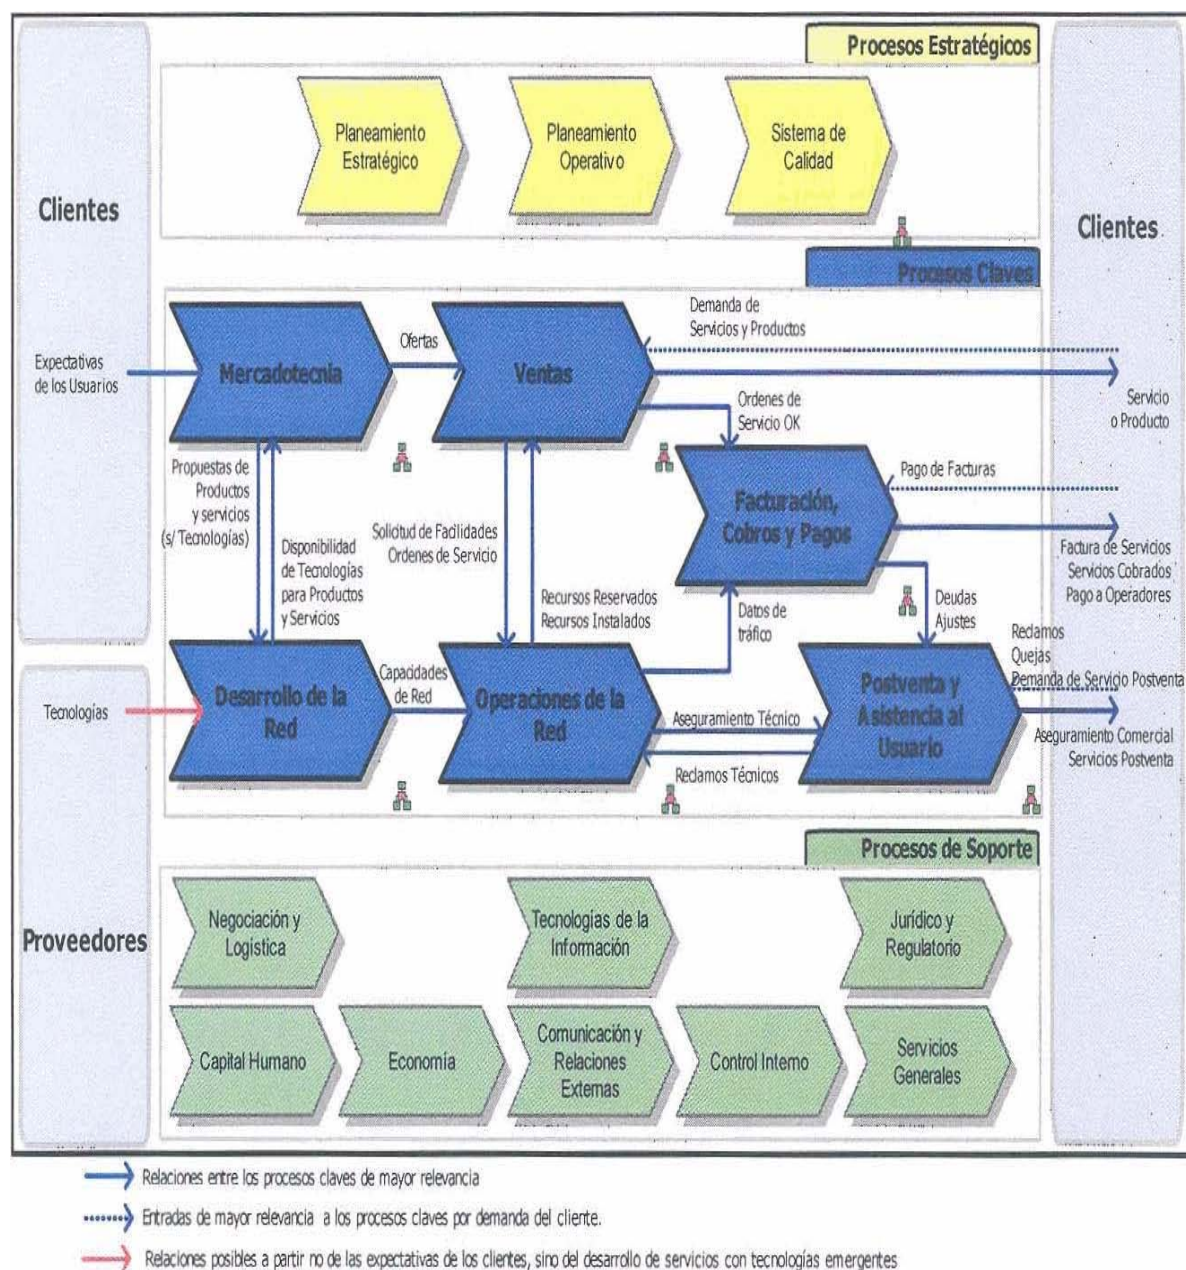 Procesos Estratégicos
Planeamiento
Estratégico
Planeamiento
Operativo
Sistema de
Calidad
Clientes
Clientes
Procesos Claves
Expectativas
de los Usuarios
Mercadotecnia
Ofertas
Ventas
Demanda de
Servicios y Productos
Servicio
o Producto
Ordenes de
Servicio OK
Propuestas de
Productos
y servicios
(s/ Tecnologías)
Disponibilidad
de Tecnologías
para Productos
y Servicios
Solicitud de Facilidades
Ordenes de Servicio
Recursos Reservados
Recursos Instalados
Facturación,
Cobros y Pagos
Pago de Facturas
Factura de Servicios
Servicios Cobrados
Pago a Operadores
Datos de
tráfico
Deudas
Ajustes
Reclamos
Quejas
Demanda de Servicio Postventa
Tecnologías
Desarrollo de la
Red
Capacidades
de Red
Operaciones de la
Red
Aseguramiento Técnico
Reclamos Técnicos
Postventa y
Asistencia al
Usuario
Aseguramiento Comercial
Servicios Postventa
Procesos de Soporte
Proveedores
Negociación y
Logística
Tecnologías de la
Información
Jurídico y
Regulatorio
Capital Humano
Economía
Comunicación y
Relaciones
Externas
Control Interno
Servicios
Generales
Relaciones entre los procesos claves de mayor relevancia
Entradas de mayor relevancia a los procesos claves por demanda del cliente.
Relaciones posibles a partir no de las expectativas de los clientes, sino del desarrollo de servicios con tecnologías emergentes